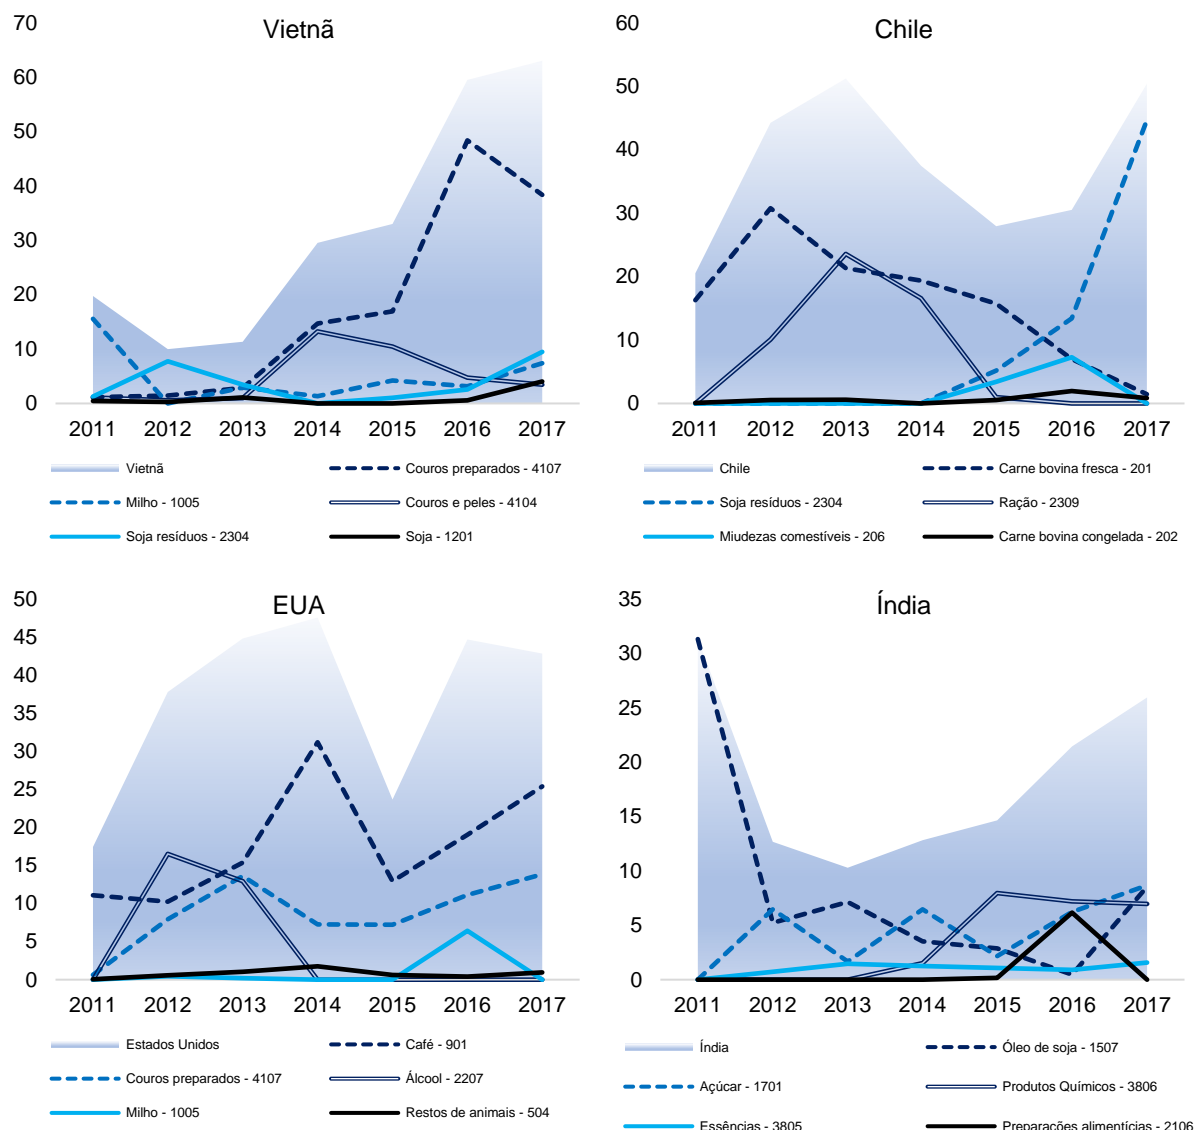 Vietnã
70
60
50
40
30
20
10
0
2011 2012 2013 2014 2015 2016 2017
Vietnã Couros preparados - 4107
Milho - 1005 Couros e peles - 4104
Soja resíduos - 2304 Soja - 1201
Chile
60
50
40
30
20
10
0
2011 2012 2013 2014 2015 2016 2017
Chile Carne bovina fresca - 201
Soja resíduos - 2304 Ração - 2309
Miudezas comestíveis - 206 Carne bovina congelada - 202
EUA
50
45
40
35
30
25
20
15
10
5
0
2011 2012 2013 2014 2015 2016 2017
Estados Unidos Café - 901
Couros preparados - 4107 Álcool - 2207
Milho - 1005 Restos de animais - 504
Índia
35
30
25
20
15
10
5
0
2011 2012 2013 2014 2015 2016 2017
Índia Óleo de soja - 1507
Açúcar - 1701 Produtos Químicos - 3806
Essências - 3805 Preparações alimentícias - 2106